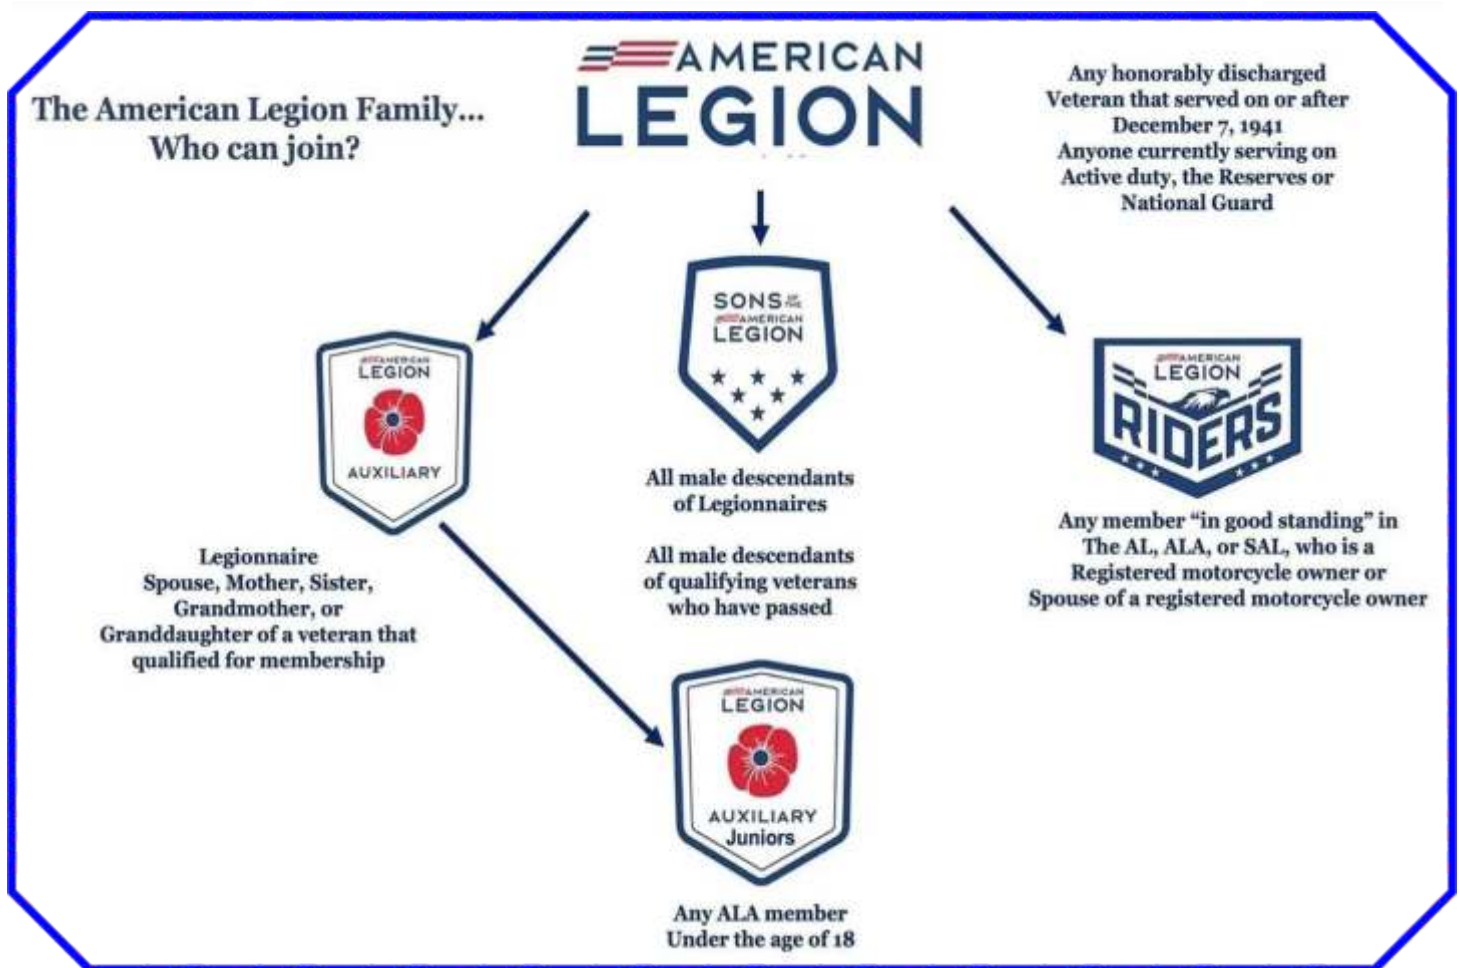 The American Legion Family...
Who can join?
AMERICAN
LEGION
Any honorably discharged
Veteran that served on or after
December 7, 1941
Anyone currently serving on
Active duty, the Reserves or
National Guard
AMERICAN
LEGION
AUXILIARY
Legionnaire
Spouse, Mother, Sister,
Grandmother, or
Granddaughter of a veteran that
qualified for membership
SONS OF THE
AMERICAN
LEGION
All male descendants
of Legionnaires
All male descendants
of qualifying veterans
who have passed
AMERICAN
LEGION
RIDERS
Any member “in good standing” in
The AL, ALA, or SAL, who is a
Registered motorcycle owner or
Spouse of a registered motorcycle owner
AMERICAN
LEGION
AUXILIARY
Juniors
Any ALA member
Under the age of 18